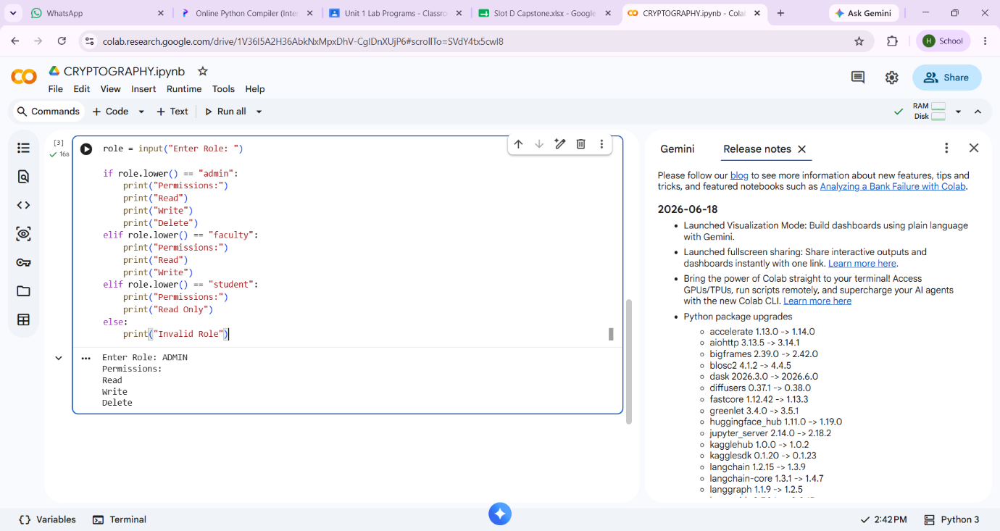 WhatsApp
Online Python Compiler (Inter
Unit 1 Lab Programs - Classro
Slot D Capstone.xlsx - Google
CRYPTOGRAPHY.ipynb - Colab
Ask Gemini
colab.research.google.com/drive/1V36I5A2H36AbkNxMpxDhV-CgIDnXUjP6#scrollTo=SVdY4tx5cwI8
H School
CRYPTOGRAPHY.ipynb
File Edit View Insert Runtime Tools Help
Share
Commands + Code + Text Run all
RAM
Disk
[3]
16s
role = input("Enter Role: ")
if role.lower() == "admin":
    print("Permissions:")
    print("Read")
    print("Write")
    print("Delete")
elif role.lower() == "faculty":
    print("Permissions:")
    print("Read")
    print("Write")
elif role.lower() == "student":
    print("Permissions:")
    print("Read Only")
else:
    print("Invalid Role")
Enter Role: ADMIN
Permissions:
Read
Write
Delete
Gemini
Release notes
Please follow our blog to see more information about new features, tips and
tricks, and featured notebooks such as Analyzing a Bank Failure with Colab.
2026-06-18
• Launched Visualization Mode: Build dashboards using plain language
with Gemini.
• Launched fullscreen sharing: Share interactive outputs and
dashboards instantly with one link. Learn more here.
• Bring the power of Colab straight to your terminal! Access
GPUs/TPUs, run scripts remotely, and supercharge your AI agents
with the new Colab CLI. Learn more here
• Python package upgrades
accelerate 1.13.0 -> 1.14.0
aiohttp 3.13.5 -> 3.14.1
bigframes 2.39.0 -> 2.42.0
blosc2 4.1.2 -> 4.4.5
dask 2026.3.0 -> 2026.6.0
diffusers 0.37.1 -> 0.38.0
fastcore 1.12.42 -> 1.13.3
greenlet 3.4.0 -> 3.5.1
huggingface_hub 1.11.0 -> 1.19.0
jupyter_server 2.14.0 -> 2.18.2
kagglehub 1.0.0 -> 1.0.2
kagglesdk 0.1.20 -> 0.1.23
langchain 1.2.15 -> 1.3.9
langchain-core 1.3.1 -> 1.4.7
langgraph 1.1.9 -> 1.2.5
Variables
Terminal
2:42 PM
Python 3